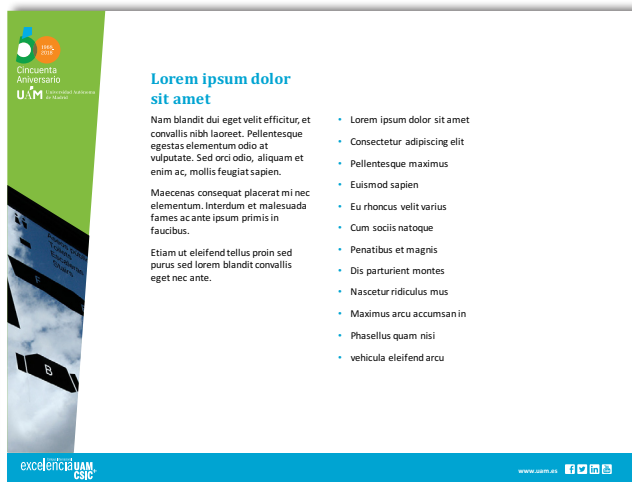 1968
2018
Cincuenta
Aniversario
UAM Universidad Autónoma
de Madrid
Lorem ipsum dolor
sit amet
Nam blandit dui eget velit efficitur, et
convallis nibh laoreet. Pellentesque
egestas elementum odio at
vulputate. Sed orci odio, aliquam et
enim ac, mollis feugiat sapien.
Maecenas consequat placerat mi nec
elementum. Interdum et malesuada
fames ac ante ipsum primis in
faucibus.
Etiam ut eleifend tellus proin sed
purus sed lorem blandit convallis
eget nec ante.
• Lorem ipsum dolor sit amet
• Consectetur adipiscing elit
• Pellentesque maximus
• Euismod sapien
• Eu rhoncus velit varius
• Cum sociis natoque
• Penatibus et magnis
• Dis parturient montes
• Nascetur ridiculus mus
• Maximus arcu accumsan in
• Phasellus quam nisi
• vehicula eleifend arcu
Toilets
Escaleras
Stairs
F
B
excelencia UAM
CSIC+
www.uam.es